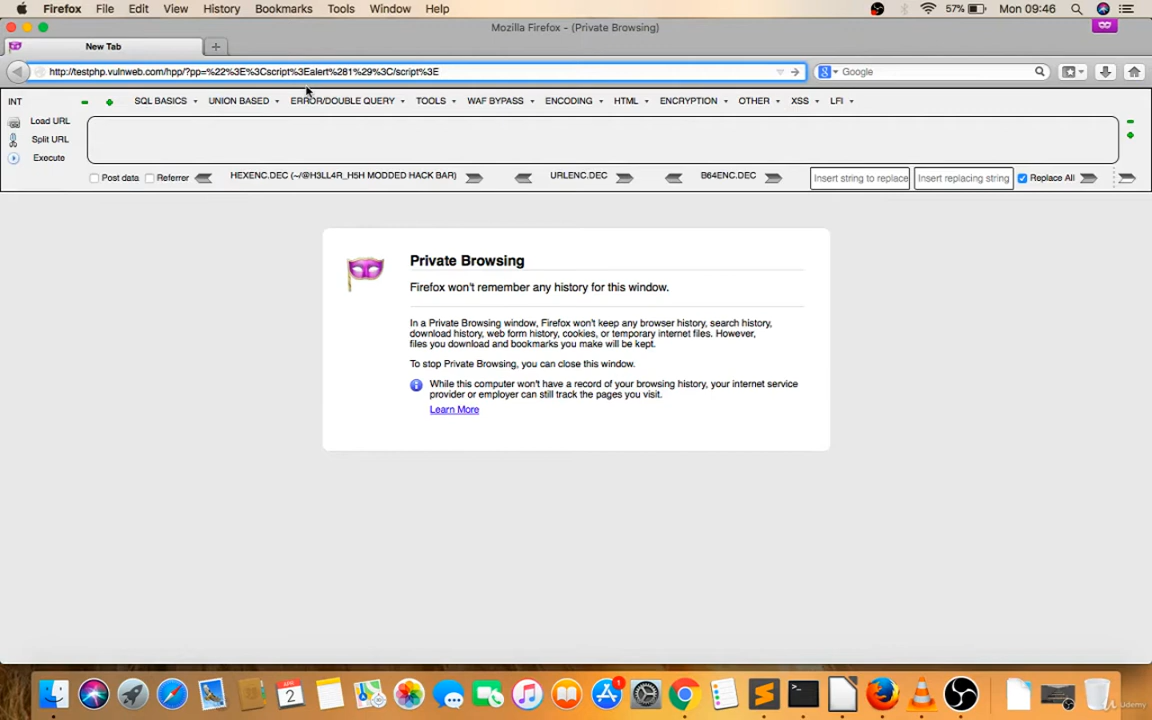 Firefox File Edit View History Bookmarks Tools Window Help 57% Mon 09:46
Mozilla Firefox - (Private Browsing)
New Tab
http://testphp.vulnweb.com/hpp/?pp=%22%3E%3Cscript%3Ealert%281%29%3C/script%3E
Google
INT SQL BASICS UNION BASED ERROR/DOUBLE QUERY TOOLS WAF BYPASS ENCODING HTML ENCRYPTION OTHER XSS LFI
Load URL
Split URL
Execute
Post data Referrer HEXENC.DEC (~/@H3LL4R_H5H MODDED HACK BAR) URLENC.DEC B64ENC.DEC Insert string to replace Insert replacing string Replace All
Private Browsing
Firefox won't remember any history for this window.
In a Private Browsing window, Firefox won't keep any browser history, search history,
download history, web form history, cookies, or temporary internet files. However,
files you download and bookmarks you make will be kept.
To stop Private Browsing, you can close this window.
While this computer won't have a record of your browsing history, your internet service
provider or employer can still track the pages you visit.
Learn More
APR
2
1
Udemy